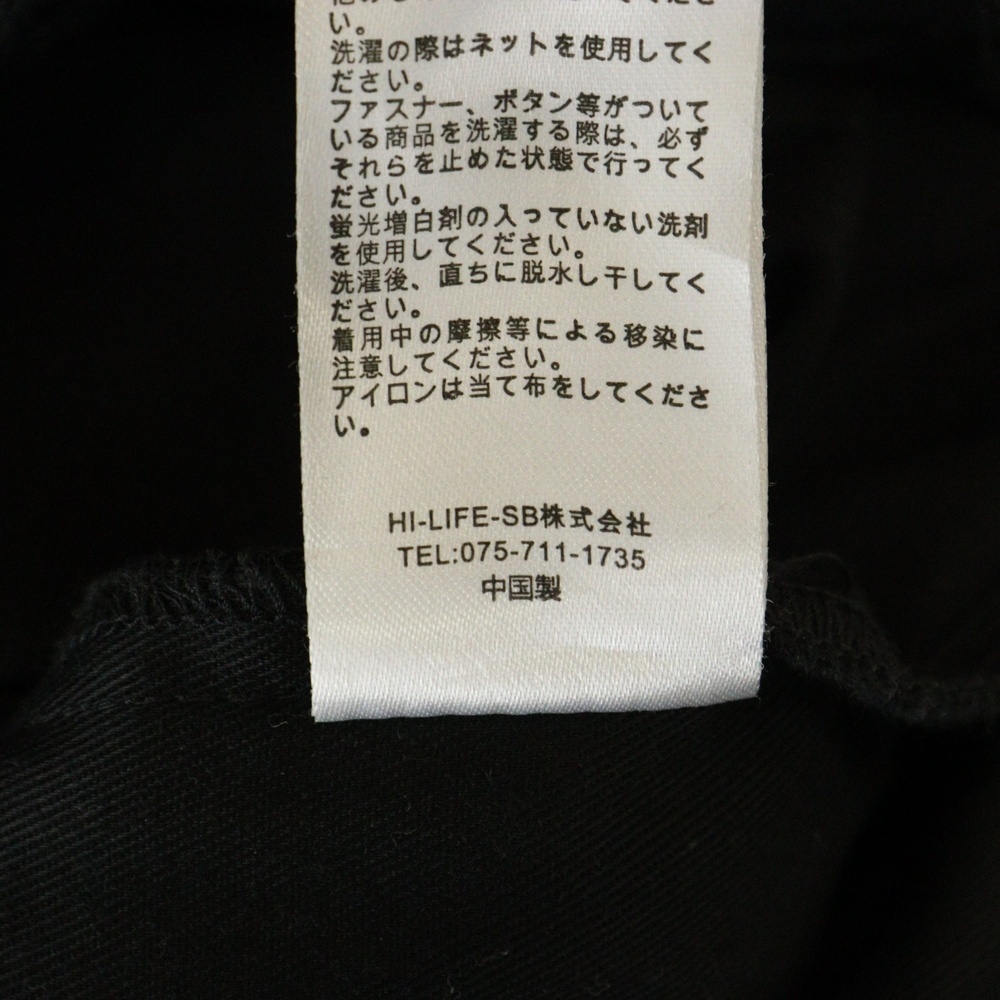 い。
洗濯の際はネットを使用してく
ださい。
ファスナー、ボタン等がついて
いる商品を洗濯する際は、必ず
それらを止めた状態で行ってく
ださい。
蛍光増白剤の入っていない洗剤
を使用してください。
洗濯後、直ちに脱水し干してく
ださい。
着用中の摩擦等による移染に
注意してください。
アイロンは当て布をしてくださ
い。
HI-LIFE-SB株式会社
TEL:075-711-1735
中国製